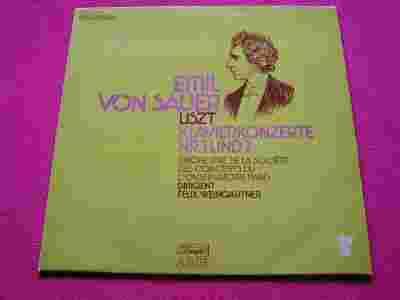 EMIL
VON SAUER
LISZT
KLAVIERKONZERTE
NR. 1 UND 2
ORCHESTRE DE LA SOCIÉTÉ
DES CONCERTS DU
CONSERVATOIRE PARIS
DIRIGENT
FELIX WEINGARTNER